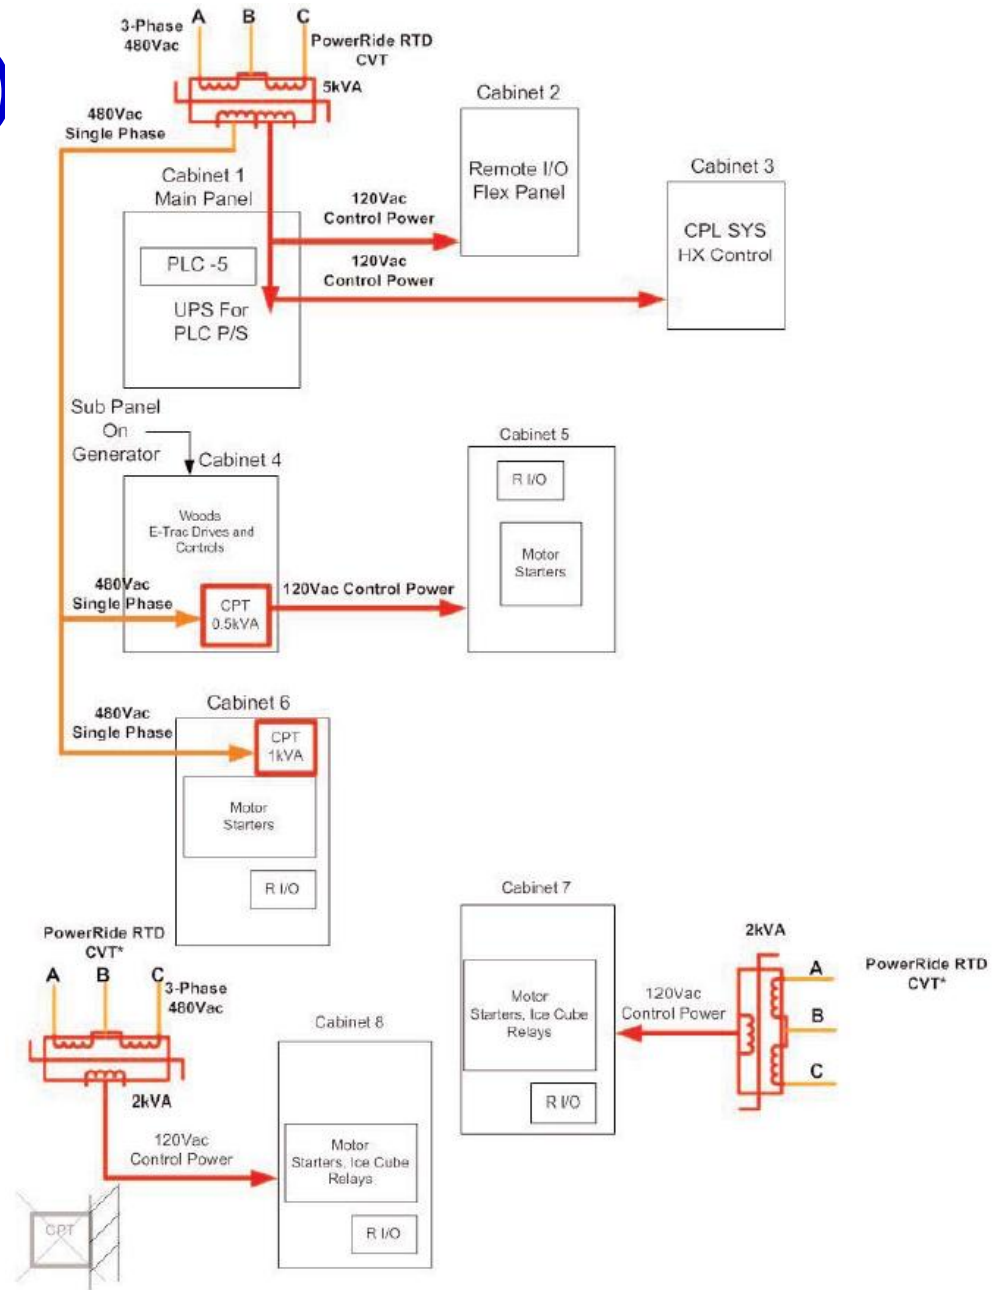 A B C
3-Phase
480Vac
PowerRide RTD
CVT
5kVA
480Vac
Single Phase
Cabinet 1
Main Panel
PLC -5
UPS For
PLC P/S
120Vac
Control Power
120Vac
Control Power
Cabinet 2
Remote I/O
Flex Panel
Cabinet 3
CPL SYS
HX Control
Sub Panel
On
Generator
Cabinet 4
Woods
E-Trac Drives and
Controls
480Vac
Single Phase
CPT
0.5kVA
120Vac Control Power
Cabinet 5
R I/O
Motor
Starters
480Vac
Single Phase
Cabinet 6
CPT
1kVA
Motor
Starters
R I/O
Cabinet 7
Motor
Starters, Ice Cube
Relays
R I/O
120Vac
Control Power
2kVA
A
B
C
PowerRide RTD
CVT*
PowerRide RTD
CVT*
A B C
3-Phase
480Vac
2kVA
120Vac
Control Power
Cabinet 8
Motor
Starters, Ice Cube
Relays
R I/O
CPT